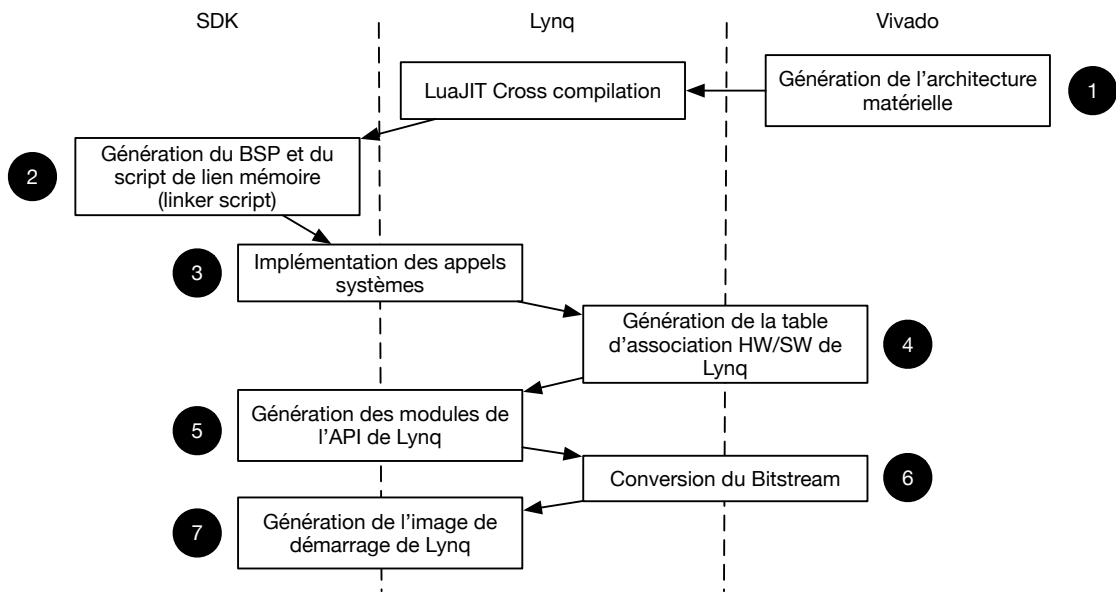 SDK
Lynq
Vivado
LuaJIT Cross compilation
Génération de l'architecture
matérielle
1
2
Génération du BSP et du
script de lien mémoire
(linker script)
3
Implémentation des appels
systèmes
Génération de la table
d'association HW/SW de
Lynq
4
5
Génération des modules de
l'API de Lynq
Conversion du Bitstream
6
7
Génération de l'image de
démarrage de Lynq